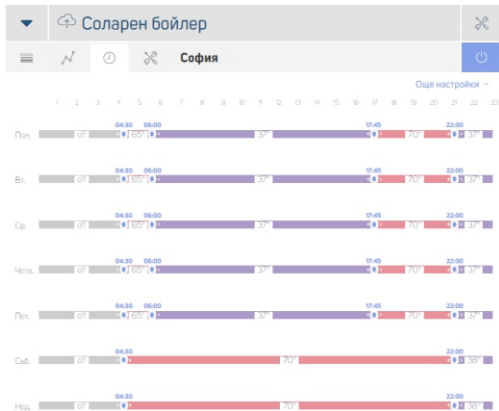 Соларен бойлер
София
Още настройки
1 2 3 4 5 6 7 8 9 10 11 12 13 14 15 16 17 18 19 20 21 22 23
04:30 06:00 17:45 22:00
Пон. off 65° 37° 70° 37°
04:30 06:00 17:45 22:00
Вт. off 65° 37° 70° 37°
04:30 06:00 17:45 22:00
Ср. off 65° 37° 70° 37°
04:30 06:00 17:45 22:00
Четв. off 65° 37° 70° 37°
04:30 06:00 17:45 22:00
Пет. off 65° 37° 70° 37°
04:30 22:00
Съб. off 70° 38°
04:30 22:00
Нед. off 70° 38°